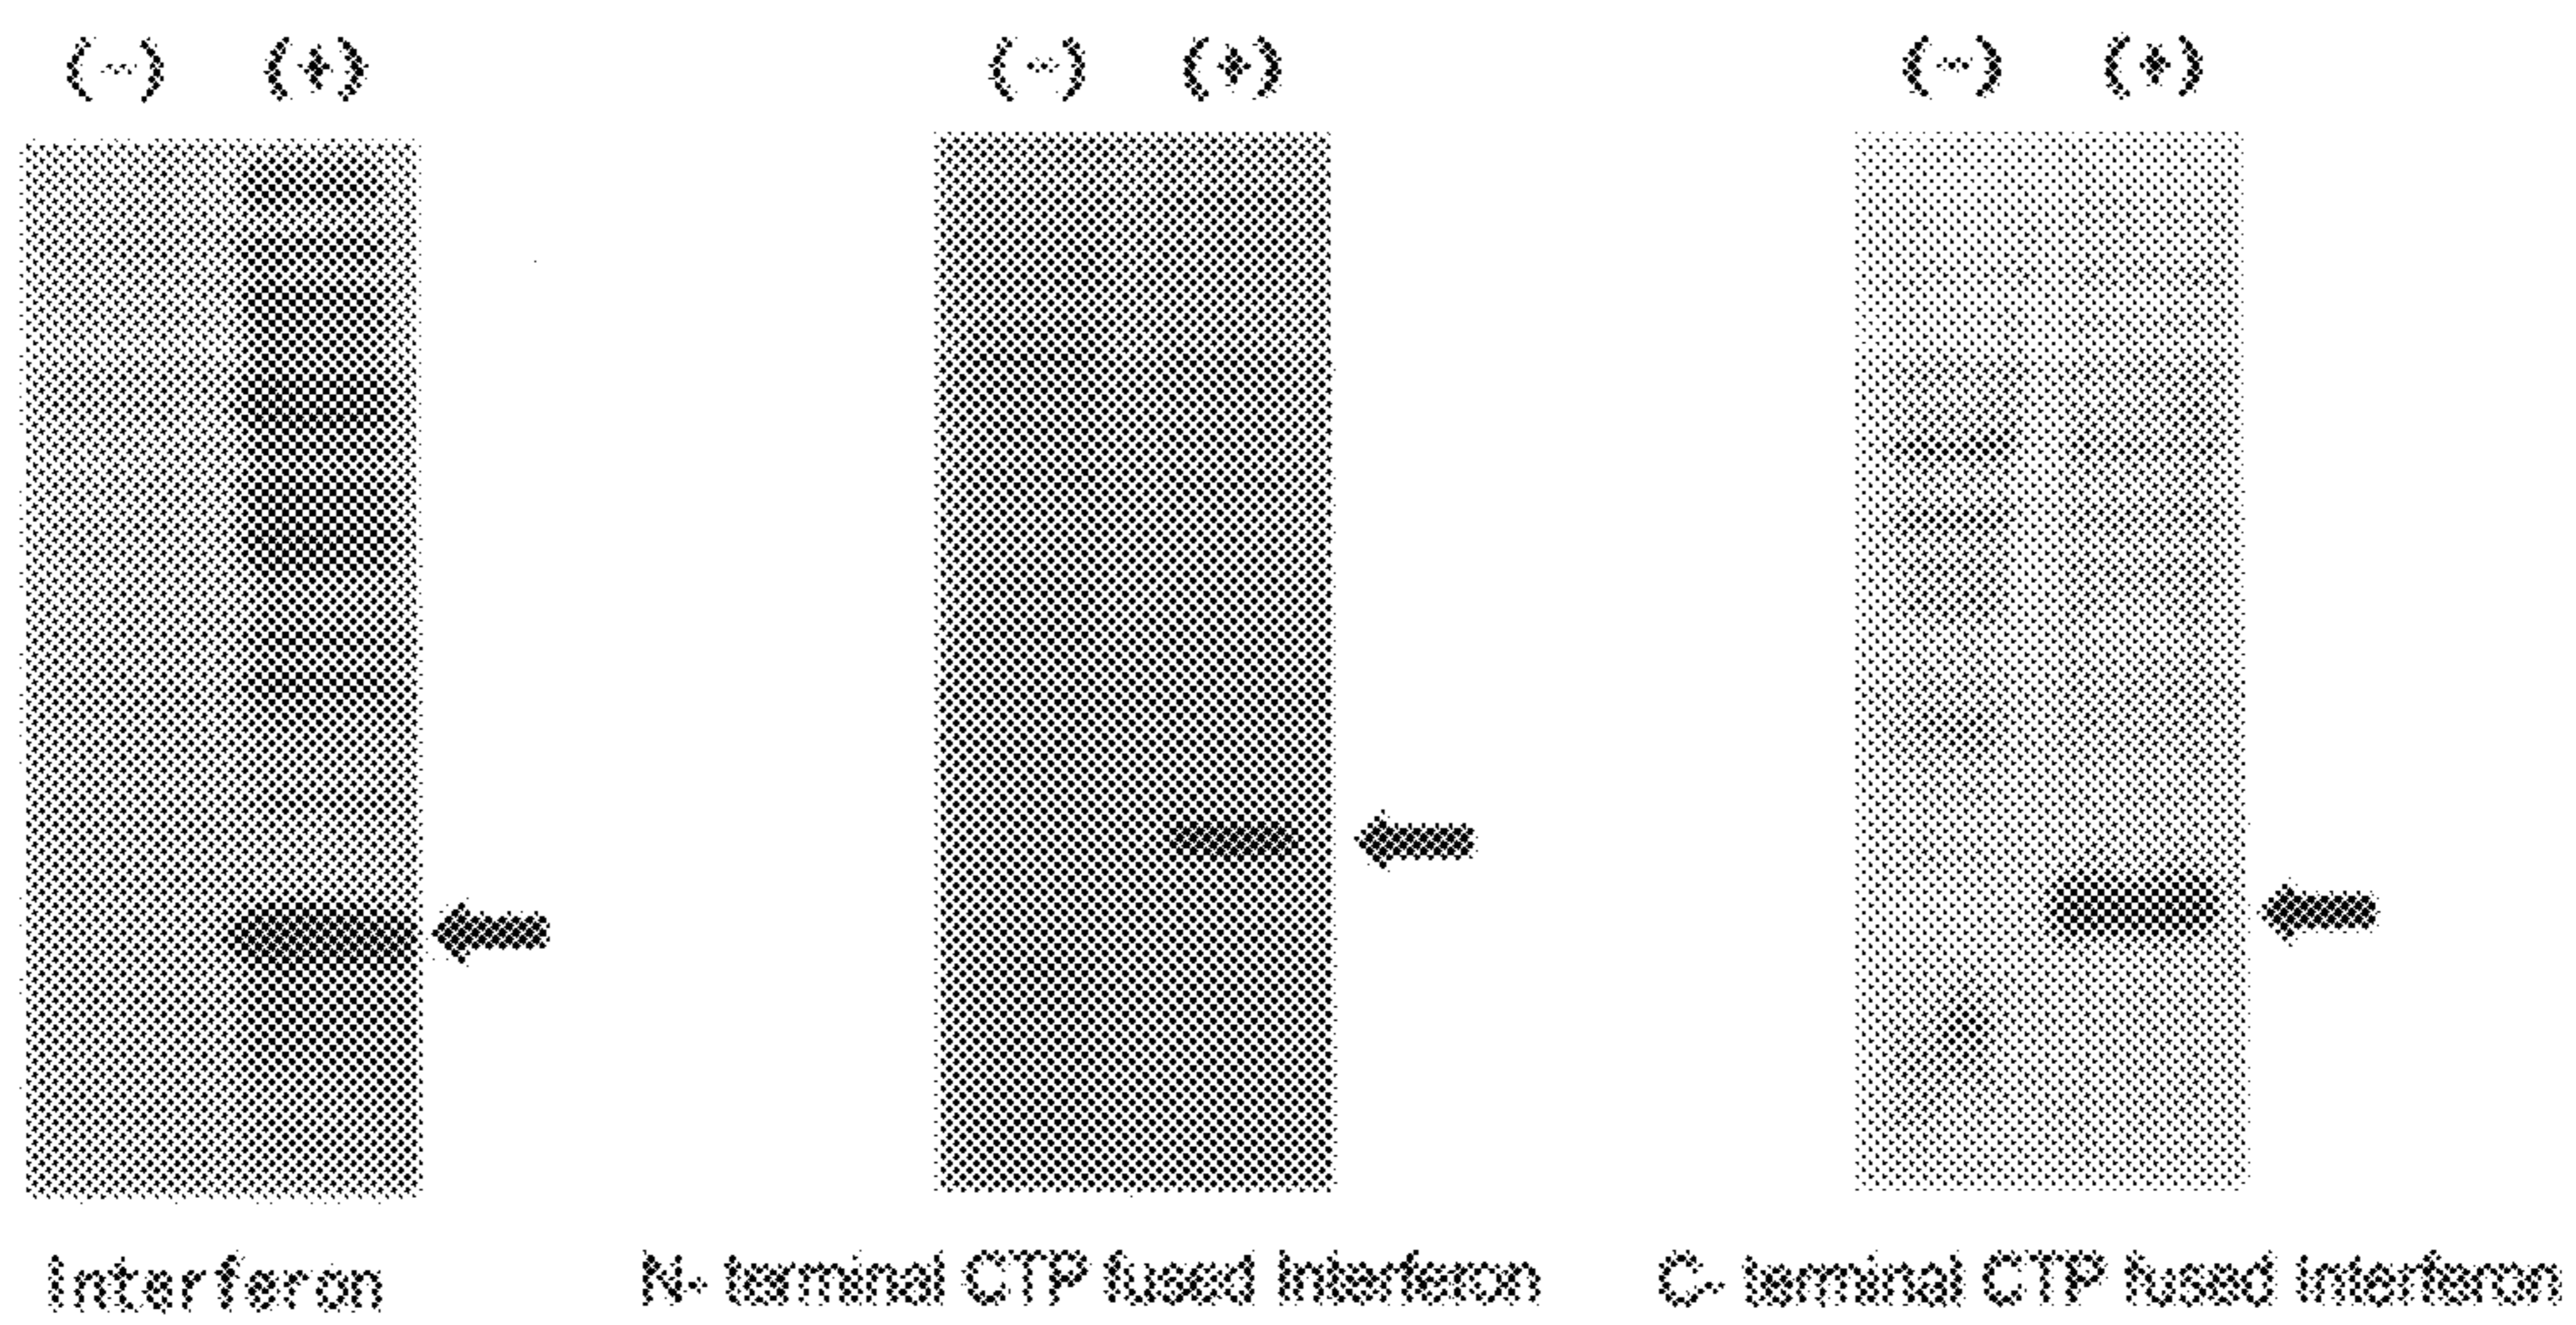 (-) (+) (-) (+) (-) (+)
Interferon N- terminal CTP fused Interferon C- terminal CTP fused Interferon